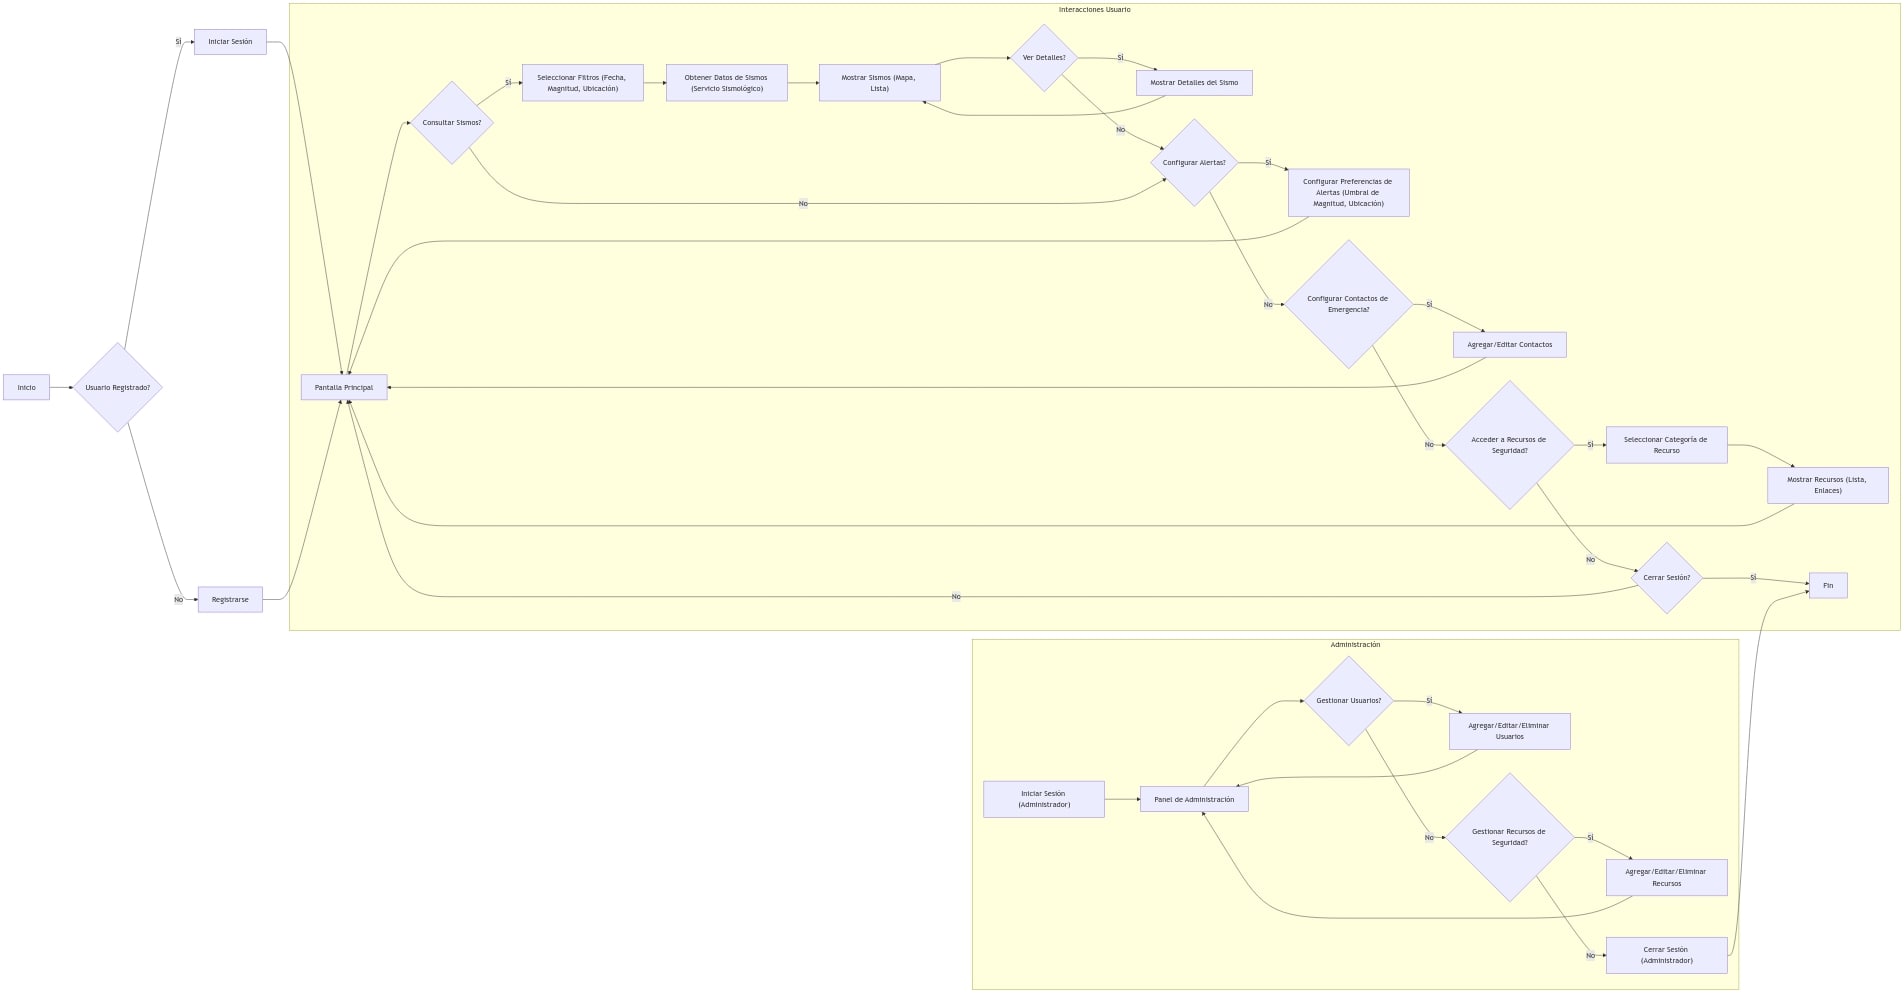 Interacciones Usuario
Inicio
Usuario Registrado?
Sí
Iniciar Sesión
No
Registrarse
Pantalla Principal
Consultar Sismos?
Sí
Seleccionar Filtros (Fecha,
Magnitud, Ubicación)
Obtener Datos de Sismos
(Servicio Sismológico)
Mostrar Sismos (Mapa,
Lista)
Ver Detalles?
Sí
Mostrar Detalles del Sismo
No
No
Configurar Alertas?
Sí
Configurar Preferencias de
Alertas (Umbral de
Magnitud, Ubicación)
No
Configurar Contactos de
Emergencia?
Sí
Agregar/Editar Contactos
No
Acceder a Recursos de
Seguridad?
Sí
Seleccionar Categoría de
Recurso
Mostrar Recursos (Lista,
Enlaces)
No
Cerrar Sesión?
Sí
Fin
No
Administración
Iniciar Sesión
(Administrador)
Panel de Administración
Gestionar Usuarios?
Sí
Agregar/Editar/Eliminar
Usuarios
No
Gestionar Recursos de
Seguridad?
Sí
Agregar/Editar/Eliminar
Recursos
No
Cerrar Sesión
(Administrador)